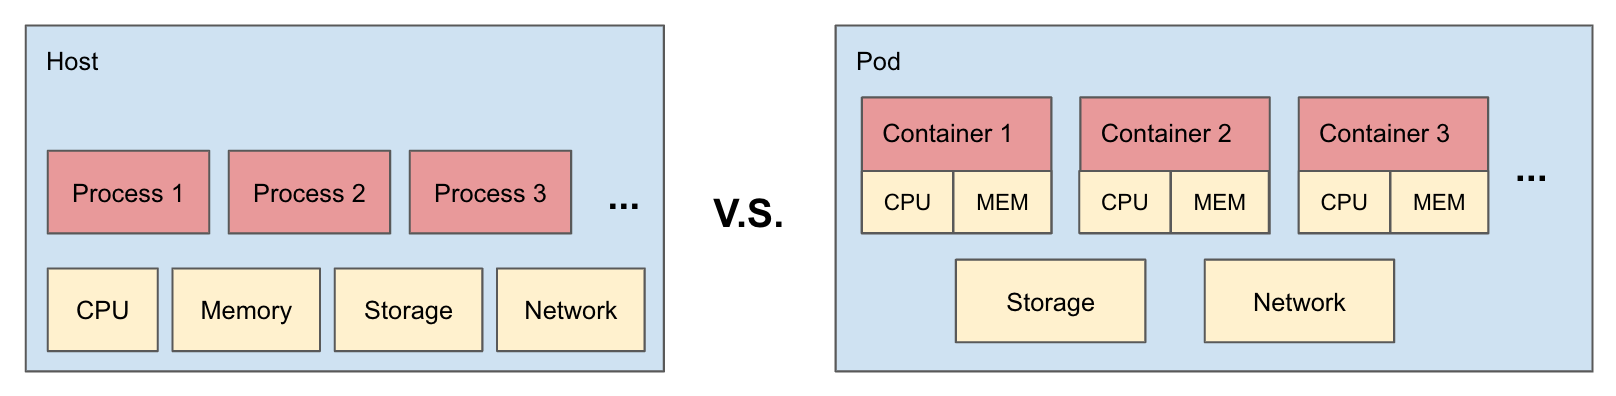 Host
Process 1
Process 2
Process 3
...
CPU
Memory
Storage
Network
V.S.
Pod
Container 1
Container 2
Container 3
CPU
MEM
CPU
MEM
CPU
MEM
...
Storage
Network